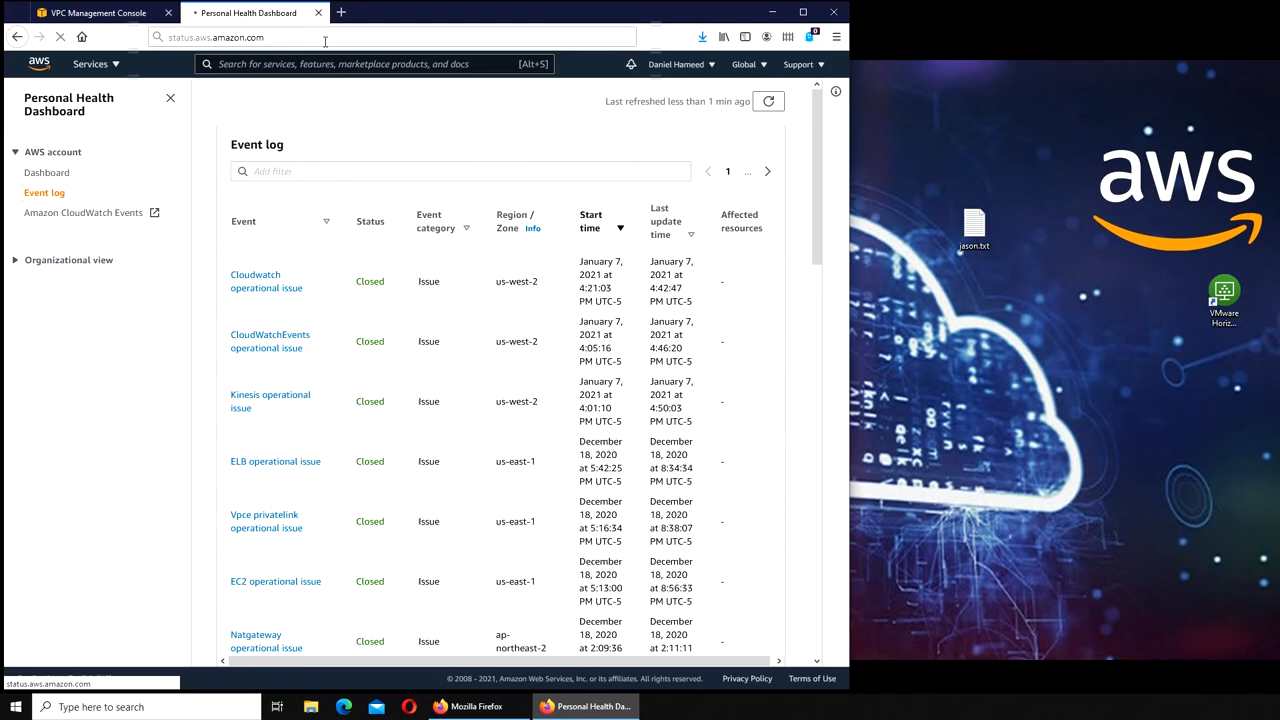 VPC Management Console
Personal Health Dashboard
status.aws.amazon.com
aws
Services
Search for services, features, marketplace products, and docs
[Alt+S]
Daniel Hameed
Global
Support
Personal Health
Dashboard
AWS account
Dashboard
Event log
Amazon CloudWatch Events
Organizational view
Last refreshed less than 1 min ago
Event log
Add filter
1
...
Event
Status
Event
category
Region /
Zone Info
Start
time
Last
update
time
Affected
resources
Cloudwatch
operational issue
Closed
Issue
us-west-2
January 7,
2021 at
4:21:03
PM UTC-5
January 7,
2021 at
4:42:47
PM UTC-5
-
CloudWatchEvents
operational issue
Closed
Issue
us-west-2
January 7,
2021 at
4:05:16
PM UTC-5
January 7,
2021 at
4:46:20
PM UTC-5
-
Kinesis operational
issue
Closed
Issue
us-west-2
January 7,
2021 at
4:01:10
PM UTC-5
January 7,
2021 at
4:50:03
PM UTC-5
-
ELB operational issue
Closed
Issue
us-east-1
December
18, 2020
at 5:42:25
PM UTC-5
December
18, 2020
at 8:34:34
PM UTC-5
-
Vpce privatelink
operational issue
Closed
Issue
us-east-1
December
18, 2020
at 5:16:34
PM UTC-5
December
18, 2020
at 8:38:07
PM UTC-5
-
EC2 operational issue
Closed
Issue
us-east-1
December
18, 2020
at 5:13:00
PM UTC-5
December
18, 2020
at 8:56:33
PM UTC-5
-
Natgateway
operational issue
Closed
Issue
ap-
northeast-2
December
18, 2020
at 2:09:36
December
18, 2020
at 2:11:11
-
© 2008 - 2021, Amazon Web Services, Inc. or its affiliates. All rights reserved.
Privacy Policy
Terms of Use
status.aws.amazon.com
aws
jason.txt
VMware
Horiz...
Type here to search
Mozilla Firefox
Personal Health Da...
0